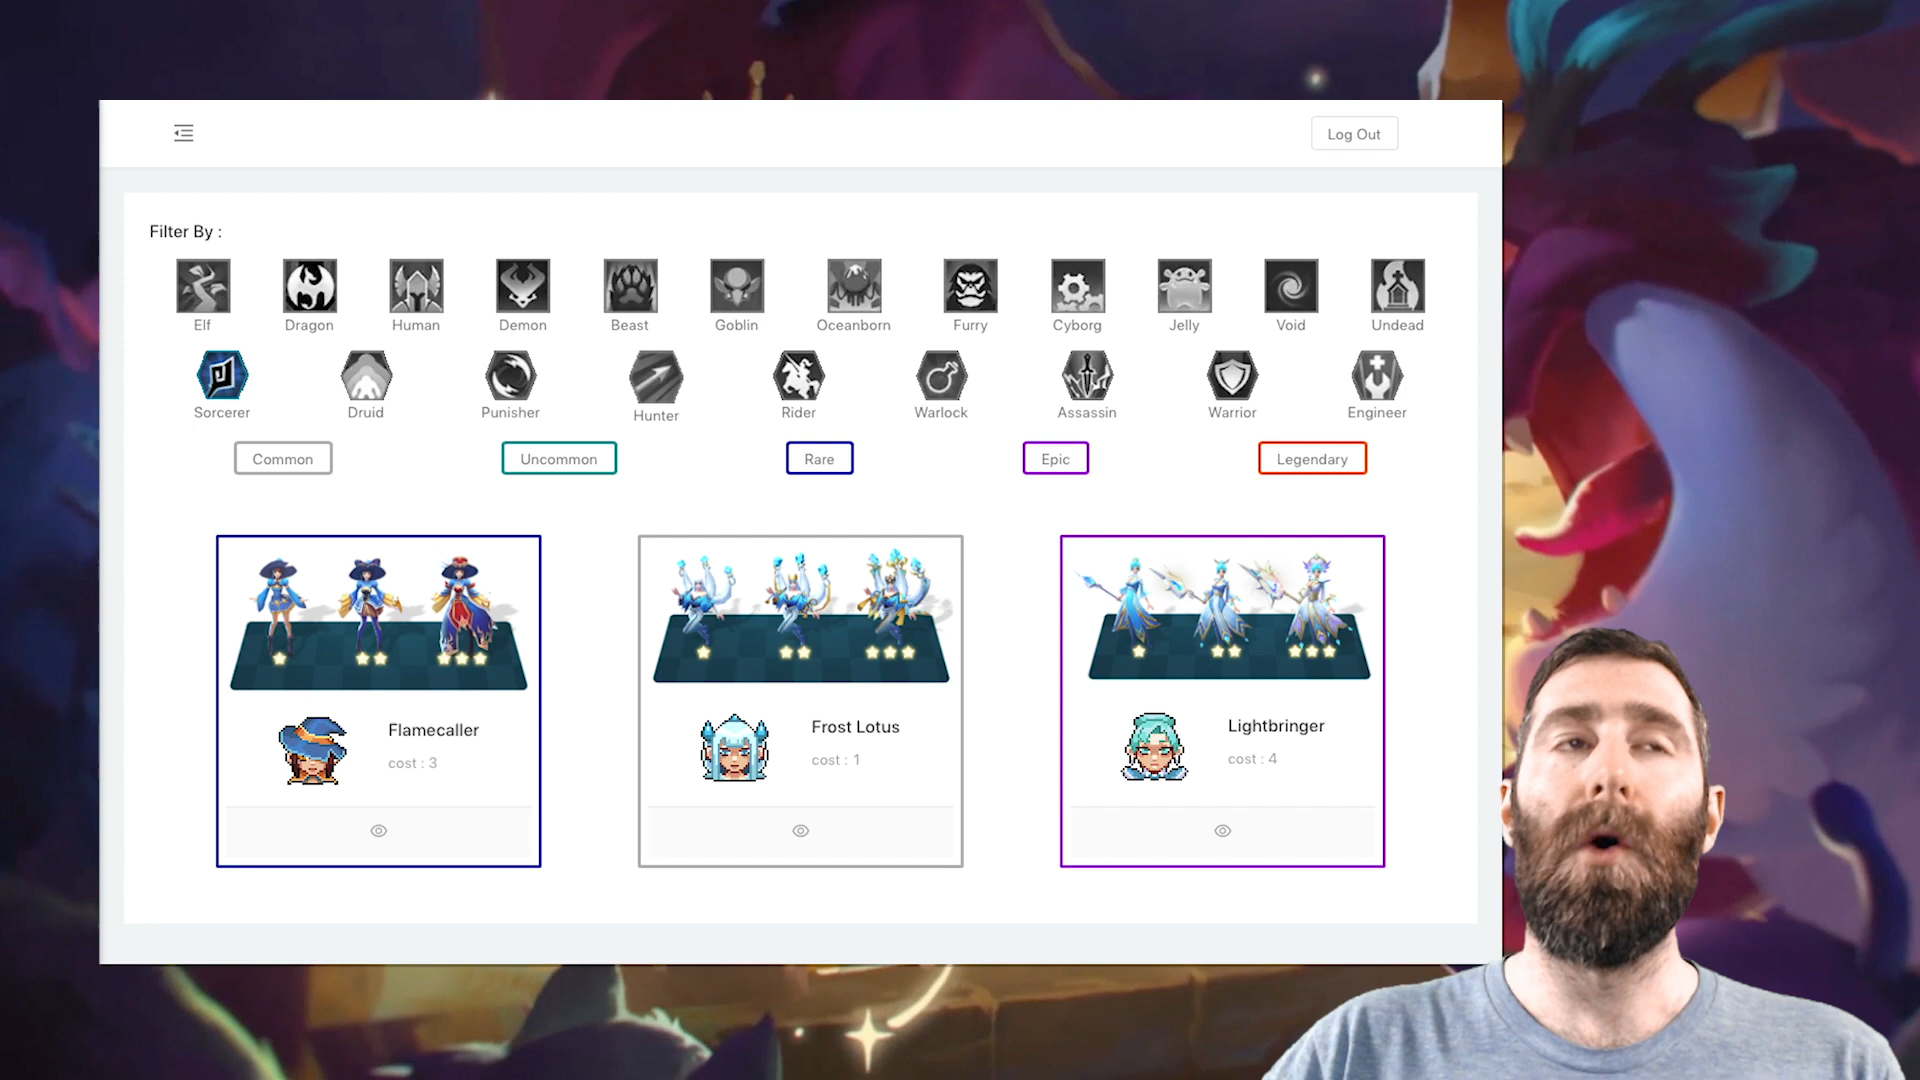 Log Out
Filter By :
Elf Dragon Human Demon Beast Goblin Oceanborn Furry Cyborg Jelly Void Undead
Sorcerer Druid Punisher Hunter Rider Warlock Assassin Warrior Engineer
Common Uncommon Rare Epic Legendary
Flamecaller
cost : 3
Frost Lotus
cost : 1
Lightbringer
cost : 4